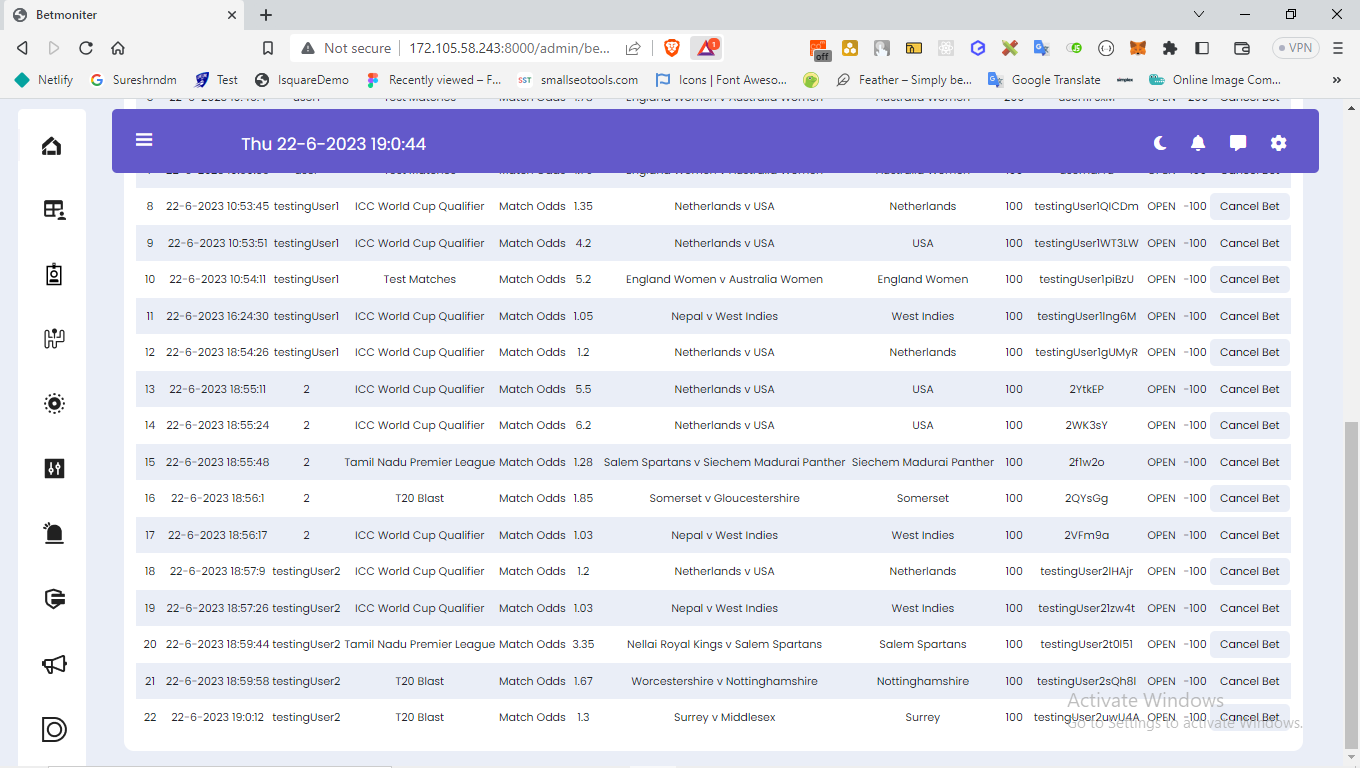 Betmoniter
Not secure 172.105.58.243:8000/admin/be... 1 off VPN
Netlify Sureshrndm Test IsquareDemo Recently viewed – F... SST smallseotools.com Icons | Font Aweso... Feather – Simply be... Google Translate Online Image Com... »
Thu 22-6-2023 19:0:44
8 22-6-2023 10:53:45 testingUser1 ICC World Cup Qualifier Match Odds 1.35 Netherlands v USA Netherlands 100 testingUser1QICDm OPEN -100 Cancel Bet
9 22-6-2023 10:53:51 testingUser1 ICC World Cup Qualifier Match Odds 4.2 Netherlands v USA USA 100 testingUser1WT3LW OPEN -100 Cancel Bet
10 22-6-2023 10:54:11 testingUser1 Test Matches Match Odds 5.2 England Women v Australia Women England Women 100 testingUser1piBzU OPEN -100 Cancel Bet
11 22-6-2023 16:24:30 testingUser1 ICC World Cup Qualifier Match Odds 1.05 Nepal v West Indies West Indies 100 testingUser1Ing6M OPEN -100 Cancel Bet
12 22-6-2023 18:54:26 testingUser1 ICC World Cup Qualifier Match Odds 1.2 Netherlands v USA Netherlands 100 testingUser1gUMyR OPEN -100 Cancel Bet
13 22-6-2023 18:55:11 2 ICC World Cup Qualifier Match Odds 5.5 Netherlands v USA USA 100 2YtkEP OPEN -100 Cancel Bet
14 22-6-2023 18:55:24 2 ICC World Cup Qualifier Match Odds 6.2 Netherlands v USA USA 100 2WK3sY OPEN -100 Cancel Bet
15 22-6-2023 18:55:48 2 Tamil Nadu Premier League Match Odds 1.28 Salem Spartans v Siechem Madurai Panther Siechem Madurai Panther 100 2f1w2o OPEN -100 Cancel Bet
16 22-6-2023 18:56:1 2 T20 Blast Match Odds 1.85 Somerset v Gloucestershire Somerset 100 2QYsGg OPEN -100 Cancel Bet
17 22-6-2023 18:56:17 2 ICC World Cup Qualifier Match Odds 1.03 Nepal v West Indies West Indies 100 2VFm9a OPEN -100 Cancel Bet
18 22-6-2023 18:57:9 testingUser2 ICC World Cup Qualifier Match Odds 1.2 Netherlands v USA Netherlands 100 testingUser2IHAjr OPEN -100 Cancel Bet
19 22-6-2023 18:57:26 testingUser2 ICC World Cup Qualifier Match Odds 1.03 Nepal v West Indies West Indies 100 testingUser21zw4t OPEN -100 Cancel Bet
20 22-6-2023 18:59:44 testingUser2 Tamil Nadu Premier League Match Odds 3.35 Nellai Royal Kings v Salem Spartans Salem Spartans 100 testingUser2t0l51 OPEN -100 Cancel Bet
21 22-6-2023 18:59:58 testingUser2 T20 Blast Match Odds 1.67 Worcestershire v Nottinghamshire Nottinghamshire 100 testingUser2sQh8I OPEN -100 Cancel Bet
Activate Windows
22 22-6-2023 19:0:12 testingUser2 T20 Blast Match Odds 1.3 Surrey v Middlesex Surrey 100 testingUser2uwU4A OPEN -100 Cancel Bet
Go to Settings to activate Windows.